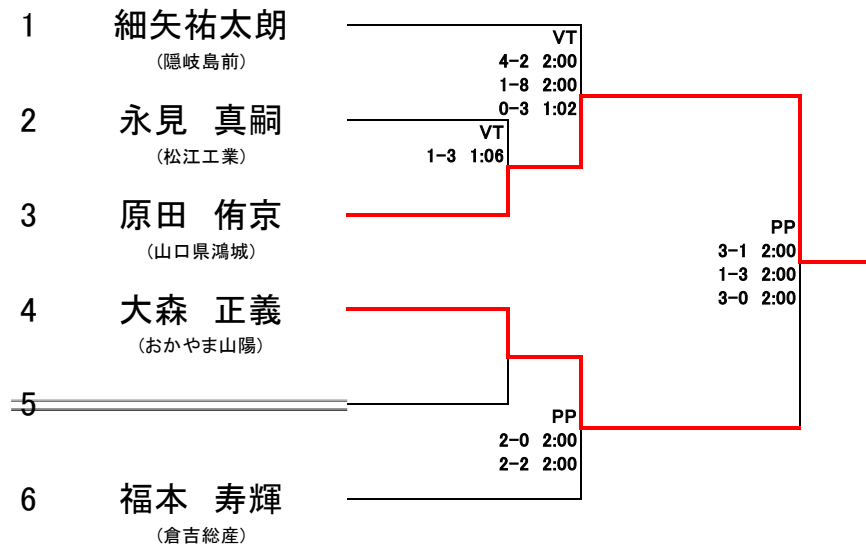 1 細矢祐太朗
(隠岐島前)
VT
4-2 2:00
1-8 2:00
0-3 1:02
2 永見 真嗣
(松江工業)
VT
1-3 1:06
3 原田 侑京
(山口県鴻城)
PP
3-1 2:00
1-3 2:00
3-0 2:00
4 大森 正義
(おかやま山陽)
5
PP
2-0 2:00
2-2 2:00
6 福本 寿輝
(倉吉総産)